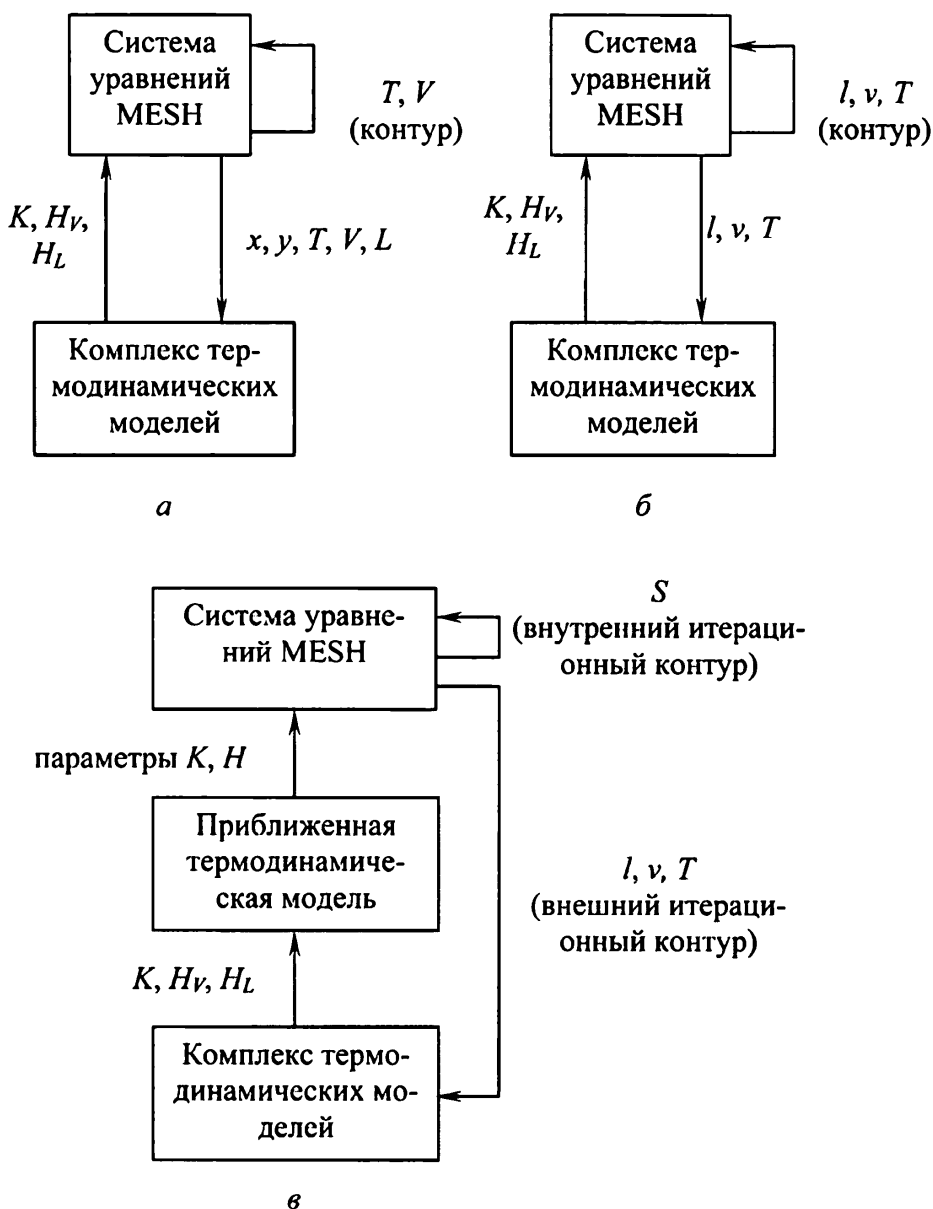 Система
уравнений
MESH
T, V
(контур)
K, H_V,
H_L
x, y, T, V, L
Комплекс тер-
модинамических
моделей
а
Система
уравнений
MESH
l, v, T
(контур)
K, H_V,
H_L
l, v, T
Комплекс тер-
модинамических
моделей
б
Система уравне-
ний MESH
S
(внутренний итераци-
онный контур)
параметры K, H
Приближенная
термодинамиче-
ская модель
l, v, T
(внешний итераци-
онный контур)
K, H_V, H_L
Комплекс термо-
динамических мо-
делей
в